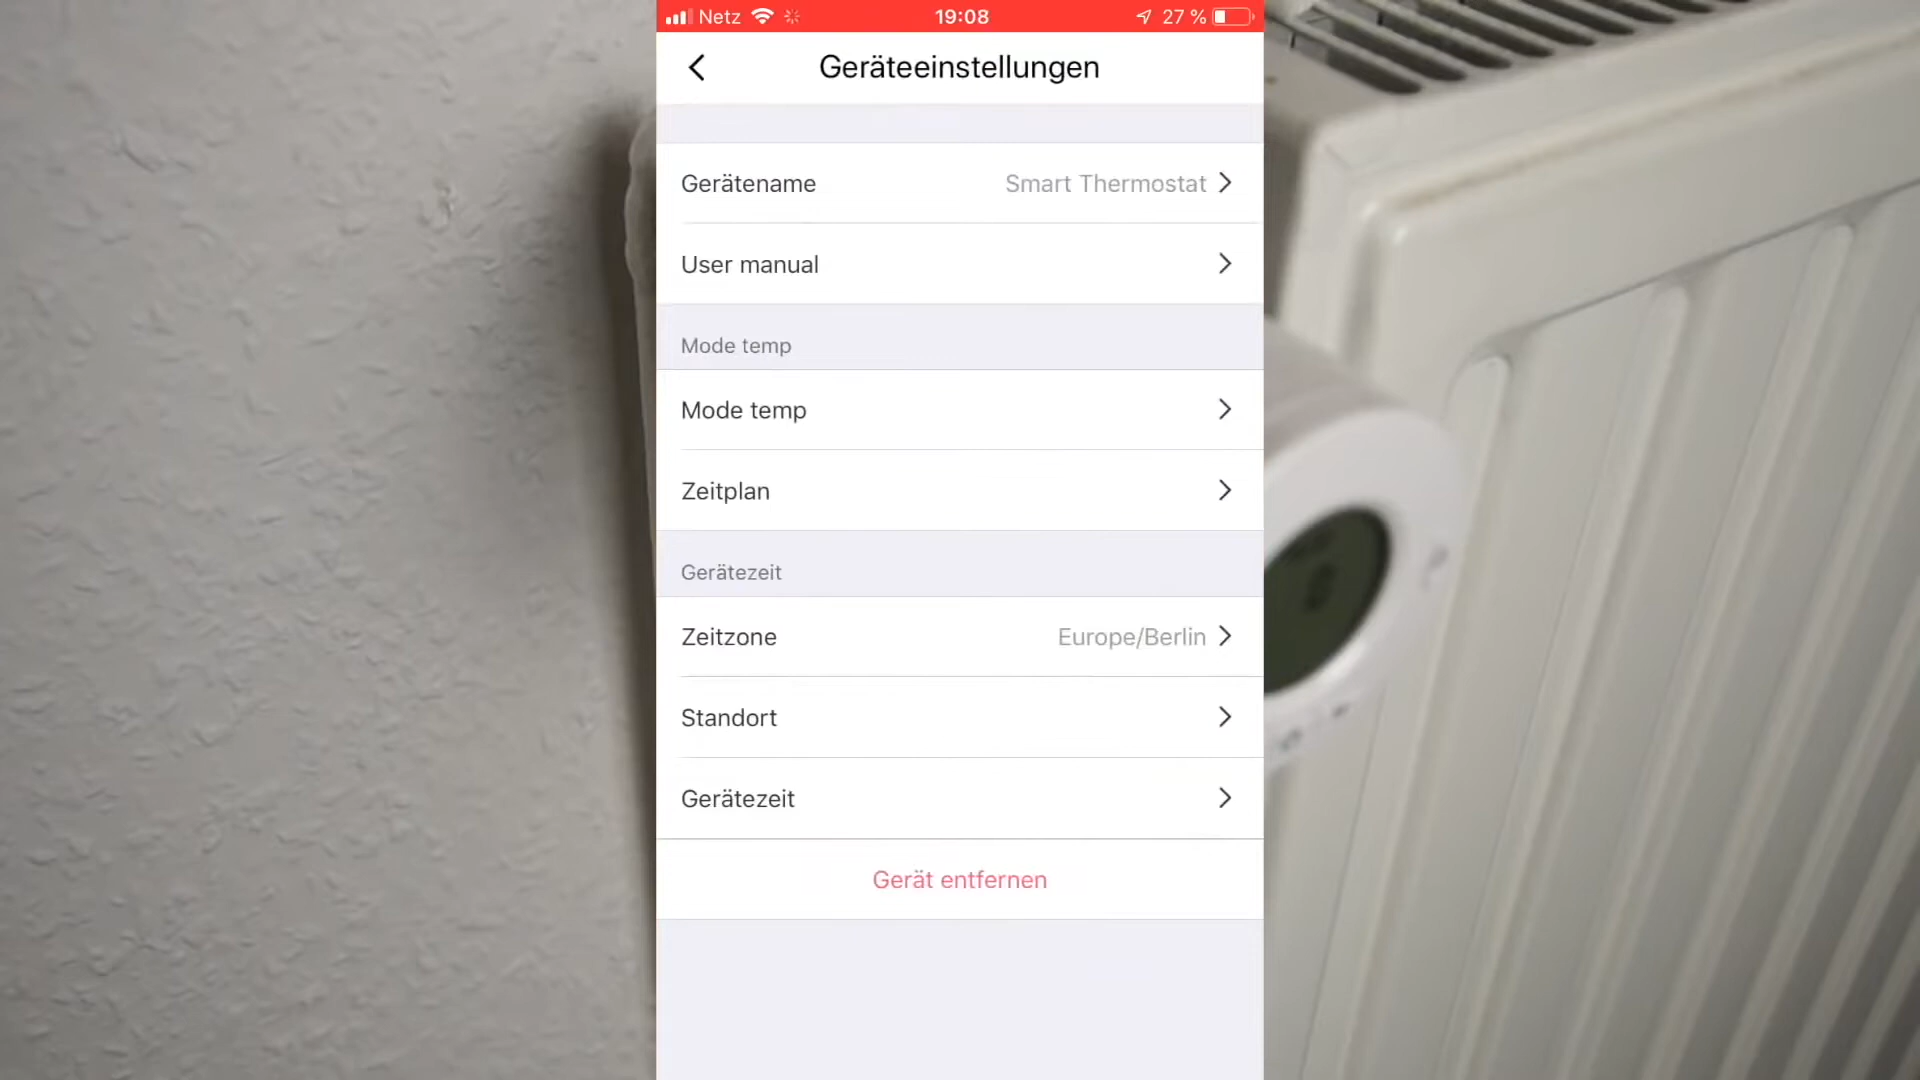 Netz 19:08 27 %
Geräteeinstellungen
Gerätename Smart Thermostat
User manual
Mode temp
Mode temp
Zeitplan
Gerätezeit
Zeitzone Europe/Berlin
Standort
Gerätezeit
Gerät entfernen